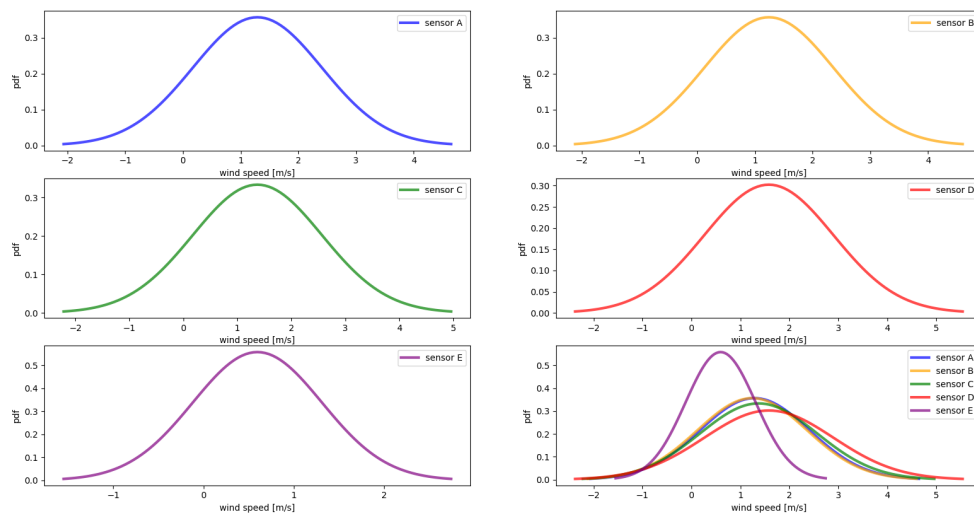 sensor A
pdf
0.3
0.2
0.1
0.0
−2 −1 0 1 2 3 4
wind speed [m/s]
sensor B
pdf
0.3
0.2
0.1
0.0
−2 −1 0 1 2 3 4
wind speed [m/s]
sensor C
pdf
0.3
0.2
0.1
0.0
−2 −1 0 1 2 3 4 5
wind speed [m/s]
sensor D
pdf
0.30
0.25
0.20
0.15
0.10
0.05
0.00
−2 −1 0 1 2 3 4 5
wind speed [m/s]
sensor E
pdf
0.5
0.4
0.3
0.2
0.1
0.0
−1 0 1 2
wind speed [m/s]
sensor A
sensor B
sensor C
sensor D
sensor E
pdf
0.5
0.4
0.3
0.2
0.1
0.0
−2 −1 0 1 2 3 4 5
wind speed [m/s]